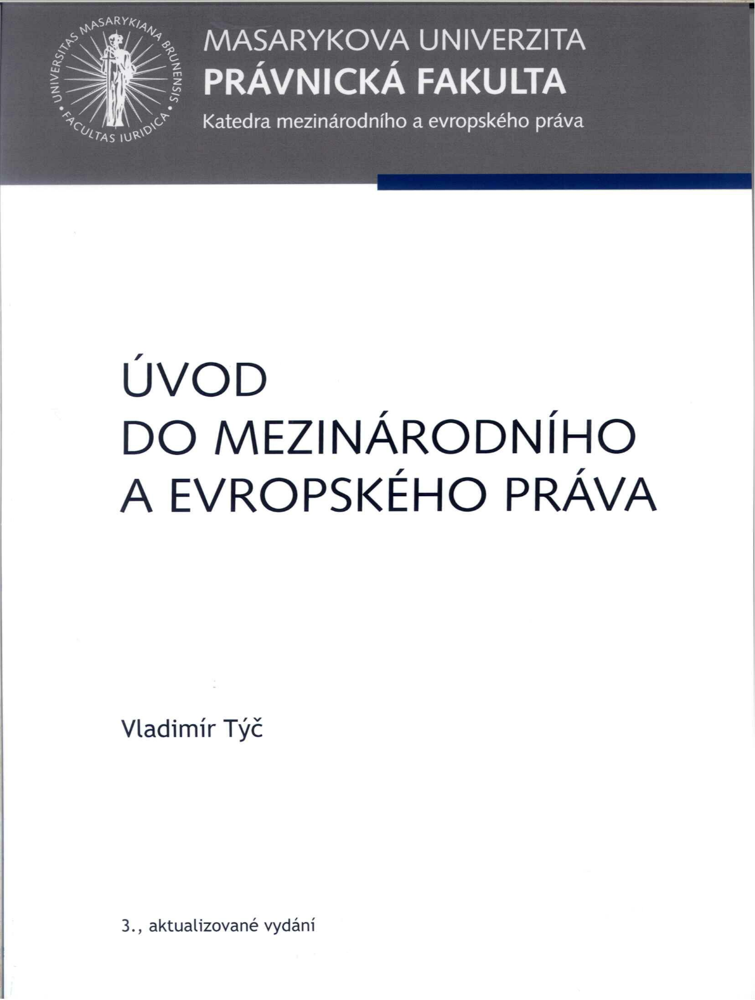 UNIVERSITAS MASARYKIANA BRUNENSIS
• FACULTAS IURIDICA •
MASARYKOVA UNIVERZITA
PRÁVNICKÁ FAKULTA
Katedra mezinárodního a evropského práva
ÚVOD
DO MEZINÁRODNÍHO
A EVROPSKÉHO PRÁVA
Vladimír Týč
3., aktualizované vydání